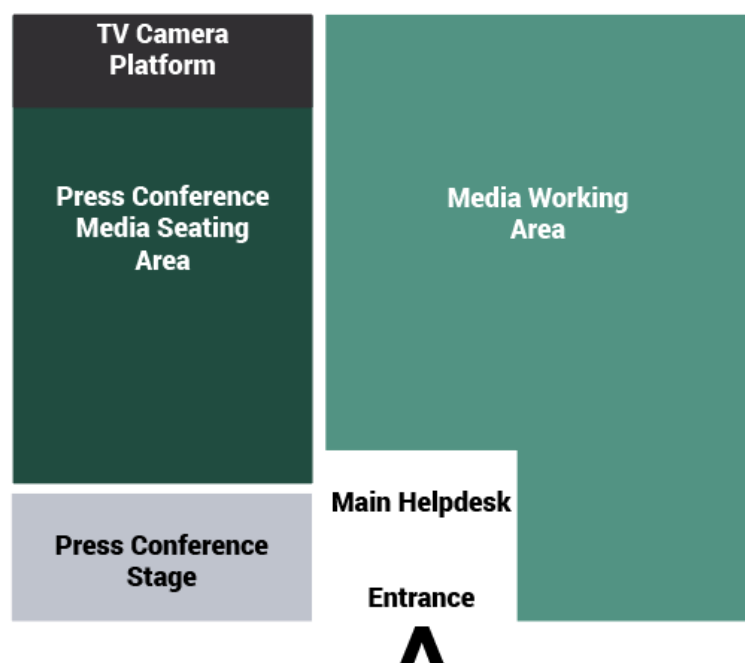 TV Camera
Platform
Press Conference
Media Seating
Area
Media Working
Area
Main Helpdesk
Press Conference
Stage
Entrance